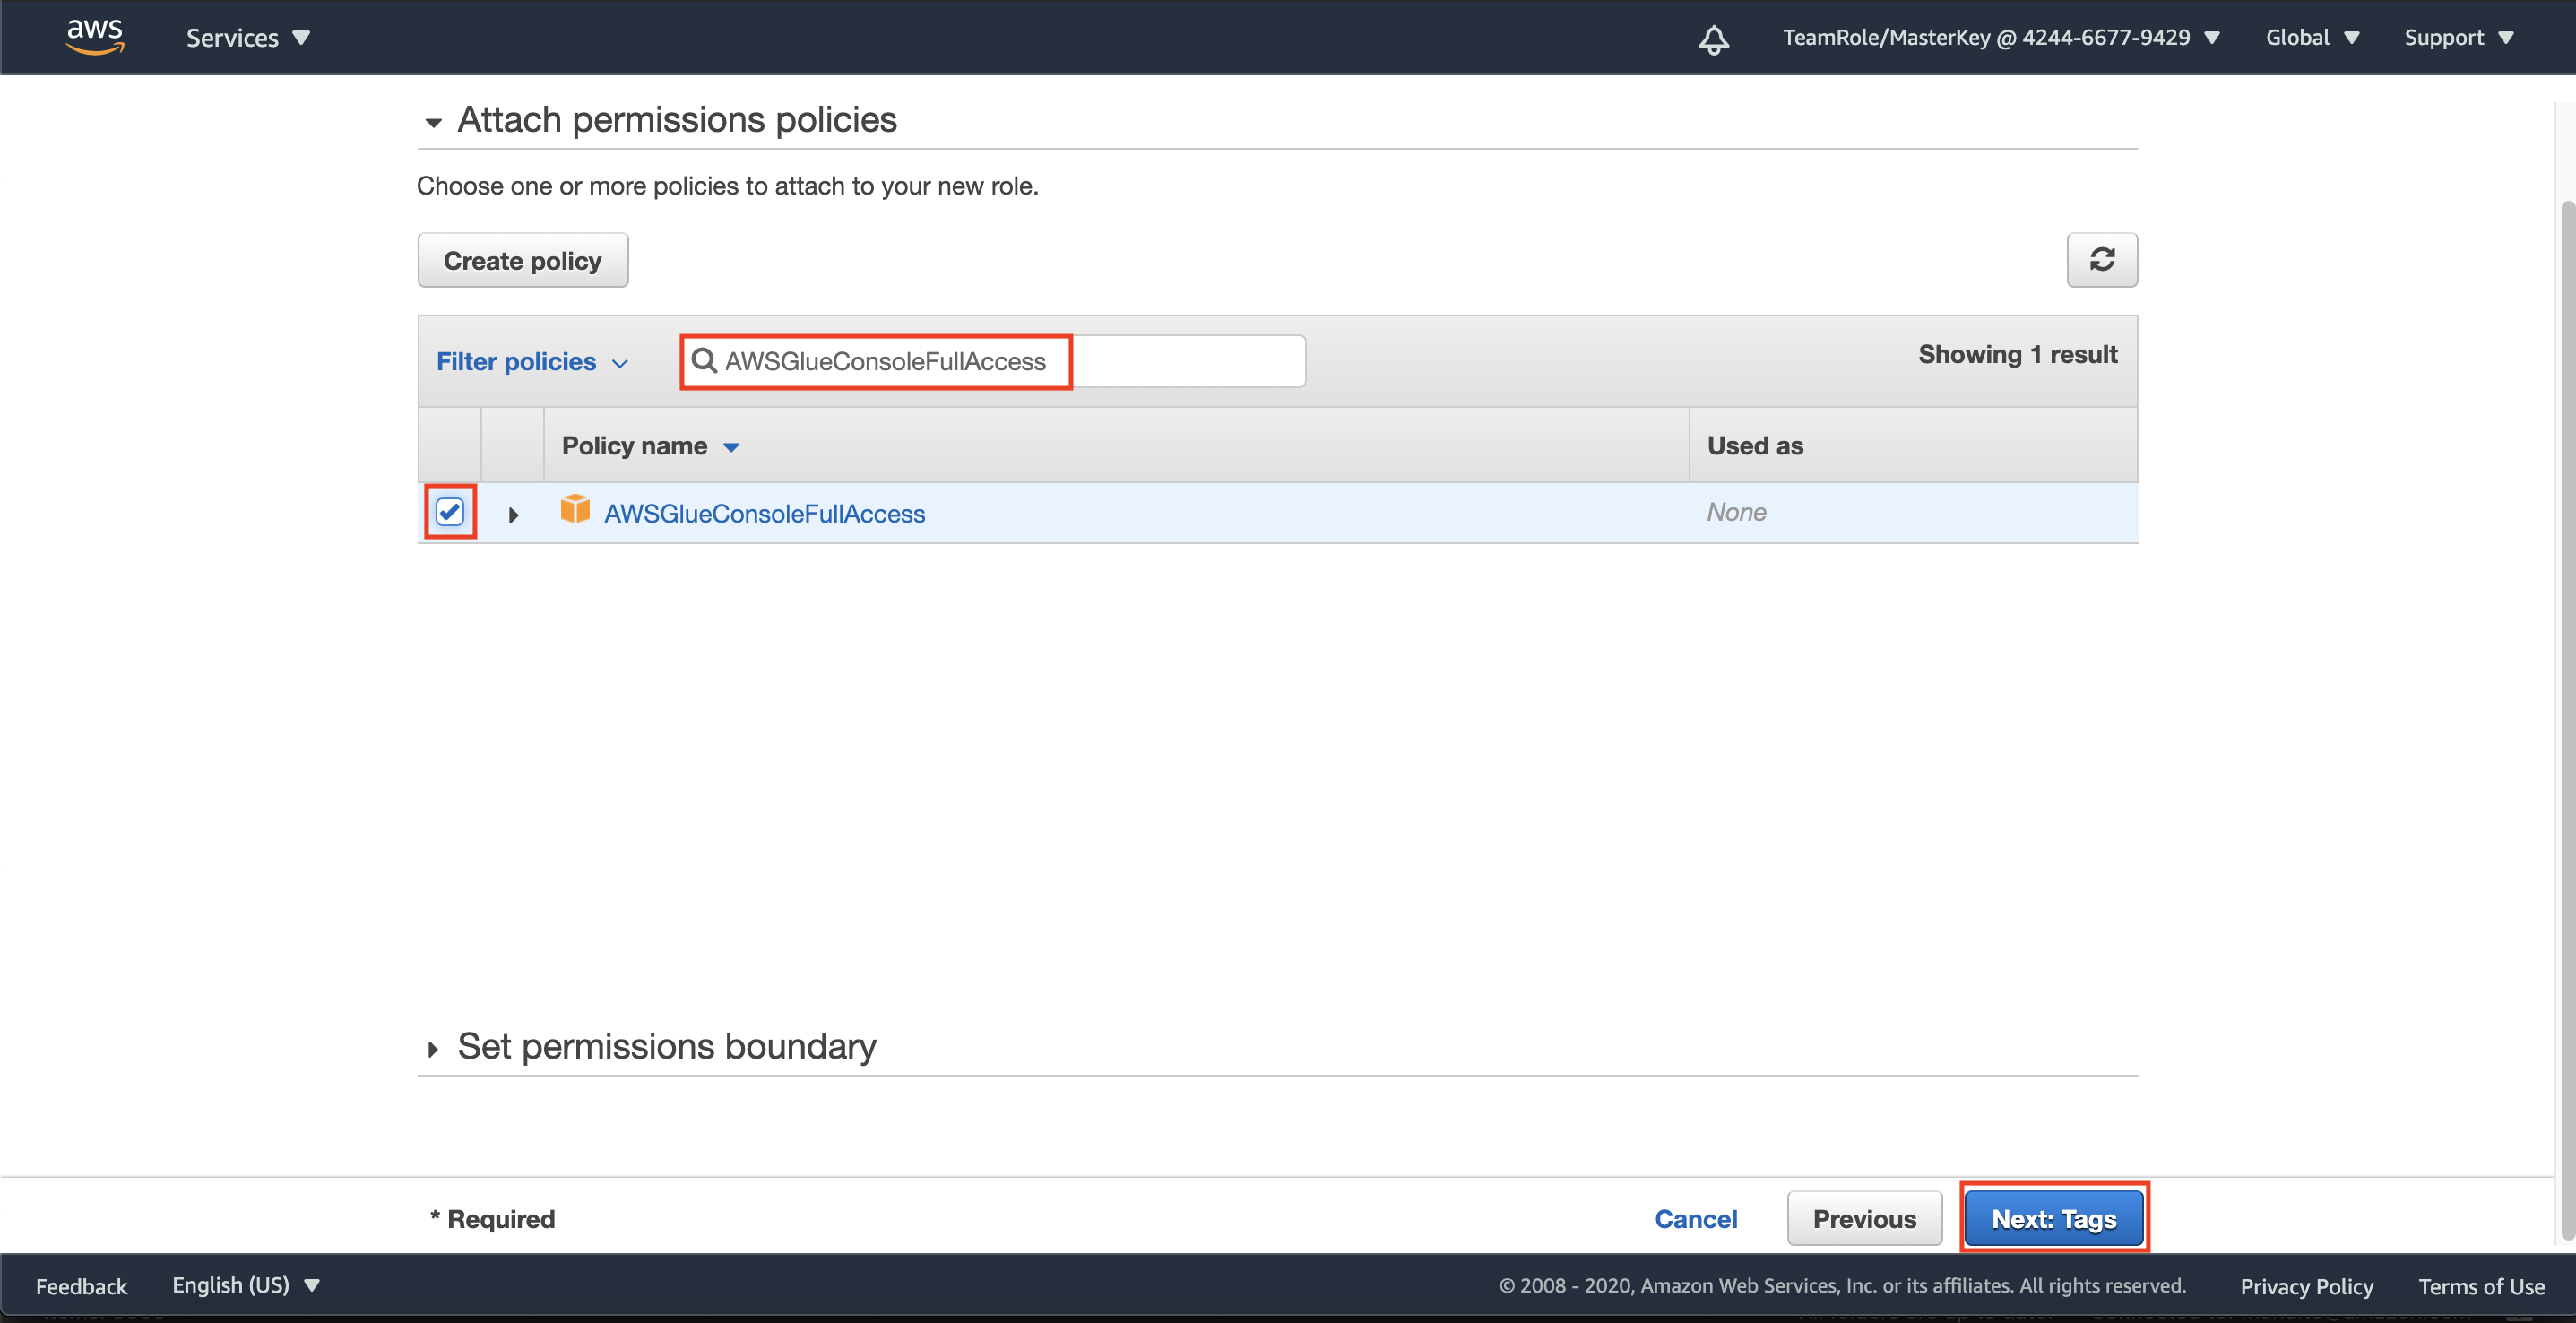 aws Services TeamRole/MasterKey @ 4244-6677-9429 Global Support
Attach permissions policies
Choose one or more policies to attach to your new role.
Create policy
Filter policies AWSGlueConsoleFullAccess Showing 1 result
Policy name Used as
AWSGlueConsoleFullAccess None
Set permissions boundary
* Required Cancel Previous Next: Tags
Feedback English (US) © 2008 - 2020, Amazon Web Services, Inc. or its affiliates. All rights reserved. Privacy Policy Terms of Use